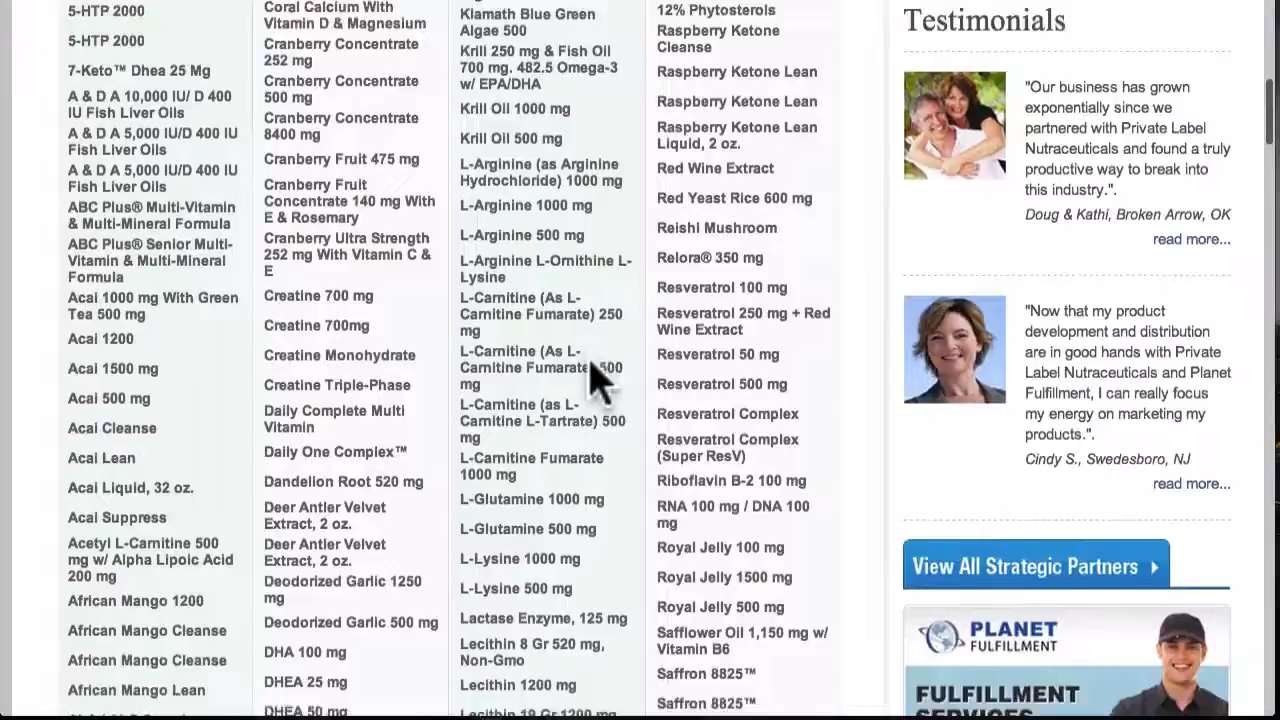 5-HTP 2000
5-HTP 2000
7-Keto™ Dhea 25 Mg
A & D A 10,000 IU/ D 400
IU Fish Liver Oils
A & D A 5,000 IU/D 400 IU
Fish Liver Oils
A & D A 5,000 IU/D 400 IU
Fish Liver Oils
ABC Plus® Multi-Vitamin
& Multi-Mineral Formula
ABC Plus® Senior Multi-
Vitamin & Multi-Mineral
Formula
Acai 1000 mg With Green
Tea 500 mg
Acai 1200
Acai 1500 mg
Acai 500 mg
Acai Cleanse
Acai Lean
Acai Liquid, 32 oz.
Acai Suppress
Acetyl L-Carnitine 500
mg w/ Alpha Lipoic Acid
200 mg
African Mango 1200
African Mango Cleanse
African Mango Cleanse
African Mango Lean
Coral Calcium With
Vitamin D & Magnesium
Cranberry Concentrate
252 mg
Cranberry Concentrate
500 mg
Cranberry Concentrate
8400 mg
Cranberry Fruit 475 mg
Cranberry Fruit
Concentrate 140 mg With
E & Rosemary
Cranberry Ultra Strength
252 mg With Vitamin C &
E
Creatine 700 mg
Creatine 700mg
Creatine Monohydrate
Creatine Triple-Phase
Daily Complete Multi
Vitamin
Daily One Complex™
Dandelion Root 520 mg
Deer Antler Velvet
Extract, 2 oz.
Deer Antler Velvet
Extract, 2 oz.
Deodorized Garlic 1250
mg
Deodorized Garlic 500 mg
DHA 100 mg
DHEA 25 mg
DHEA 50 mg
Klamath Blue Green
Algae 500
Krill 250 mg & Fish Oil
700 mg. 482.5 Omega-3
w/ EPA/DHA
Krill Oil 1000 mg
Krill Oil 500 mg
L-Arginine (as Arginine
Hydrochloride) 1000 mg
L-Arginine 1000 mg
L-Arginine 500 mg
L-Arginine L-Ornithine L-
Lysine
L-Carnitine (As L-
Carnitine Fumarate) 250
mg
L-Carnitine (As L-
Carnitine Fumarate 500
mg
L-Carnitine (as L-
Carnitine L-Tartrate) 500
mg
L-Carnitine Fumarate
1000 mg
L-Glutamine 1000 mg
L-Glutamine 500 mg
L-Lysine 1000 mg
L-Lysine 500 mg
Lactase Enzyme, 125 mg
Lecithin 8 Gr 520 mg,
Non-Gmo
Lecithin 1200 mg
Lecithin 19 Gr 1200 mg
12% Phytosterols
Raspberry Ketone
Cleanse
Raspberry Ketone Lean
Raspberry Ketone Lean
Raspberry Ketone Lean
Liquid, 2 oz.
Red Wine Extract
Red Yeast Rice 600 mg
Reishi Mushroom
Relora® 350 mg
Resveratrol 100 mg
Resveratrol 250 mg + Red
Wine Extract
Resveratrol 50 mg
Resveratrol 500 mg
Resveratrol Complex
Resveratrol Complex
(Super ResV)
Riboflavin B-2 100 mg
RNA 100 mg / DNA 100
mg
Royal Jelly 100 mg
Royal Jelly 1500 mg
Royal Jelly 500 mg
Safflower Oil 1,150 mg w/
Vitamin B6
Saffron 8825™
Saffron 8825™
Testimonials
"Our business has grown
exponentially since we
partnered with Private Label
Nutraceuticals and found a truly
productive way to break into
this industry.".
Doug & Kathi, Broken Arrow, OK
read more...
"Now that my product
development and distribution
are in good hands with Private
Label Nutraceuticals and Planet
Fulfillment, I can really focus
my energy on marketing my
products.".
Cindy S., Swedesboro, NJ
read more...
View All Strategic Partners
PLANET
FULFILLMENT
FULFILLMENT
SERVICES